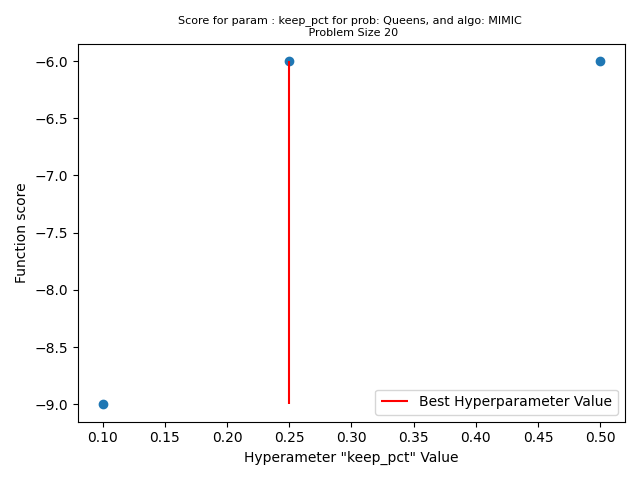 Score for param : keep_pct for prob: Queens, and algo: MIMIC
Problem Size 20
−6.0
−6.5
−7.0
−7.5
−8.0
−8.5
−9.0
Function score
Best Hyperparameter Value
0.10 0.15 0.20 0.25 0.30 0.35 0.40 0.45 0.50
Hyperameter "keep_pct" Value